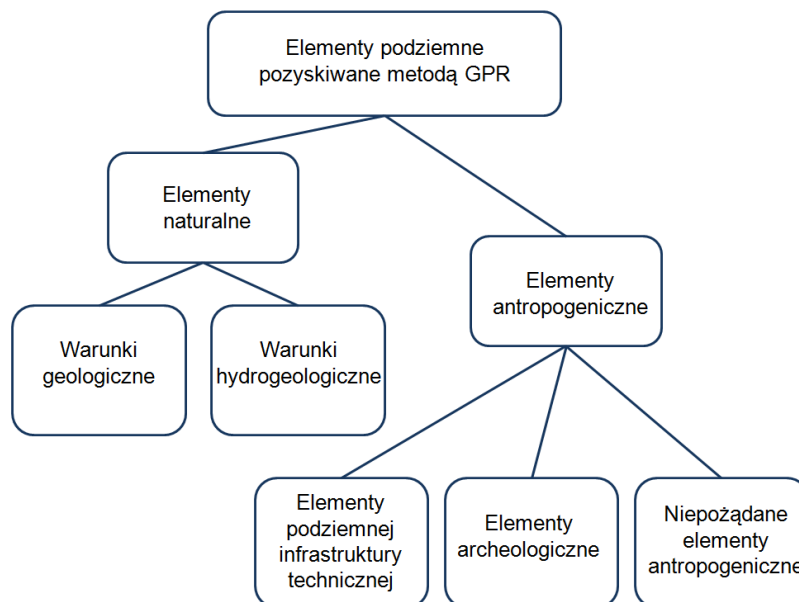 Elementy podziemne
pozyskiwane metodą GPR
Elementy
naturalne
Elementy
antropogeniczne
Warunki
geologiczne
Warunki
hydrogeologiczne
Elementy
podziemnej
infrastruktury
technicznej
Elementy
archeologiczne
Niepożądane
elementy
antropogeniczne